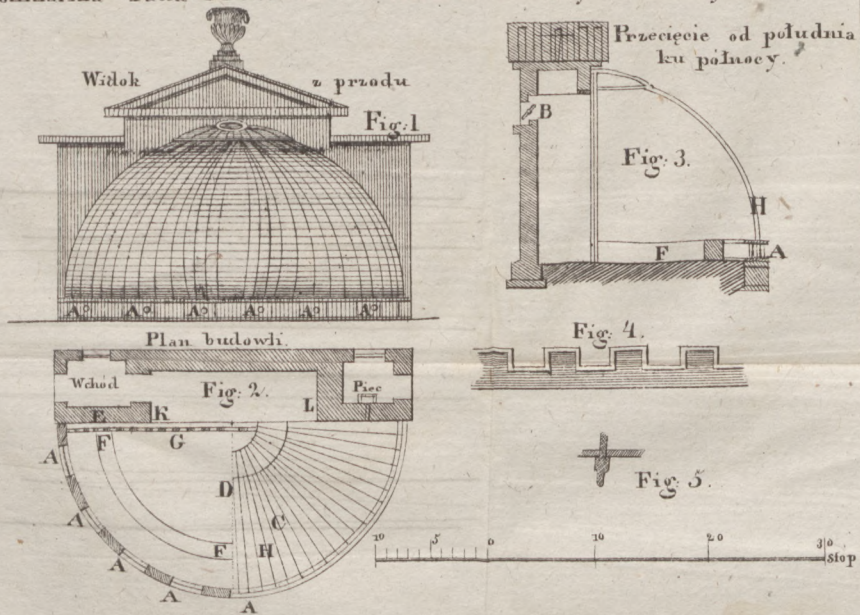 Widok z przodu
Fig: 1
A A A A A A
Przecięcie od południa
ku północy.
B
Fig: 3.
H
F A
Plan budowli.
Wchód
Fig: 2.
Piec
E K L
F G
A
D
A
C
F H
A
A A
Fig: 4.
Fig: 5.
10 5 0 10 20 30
stop